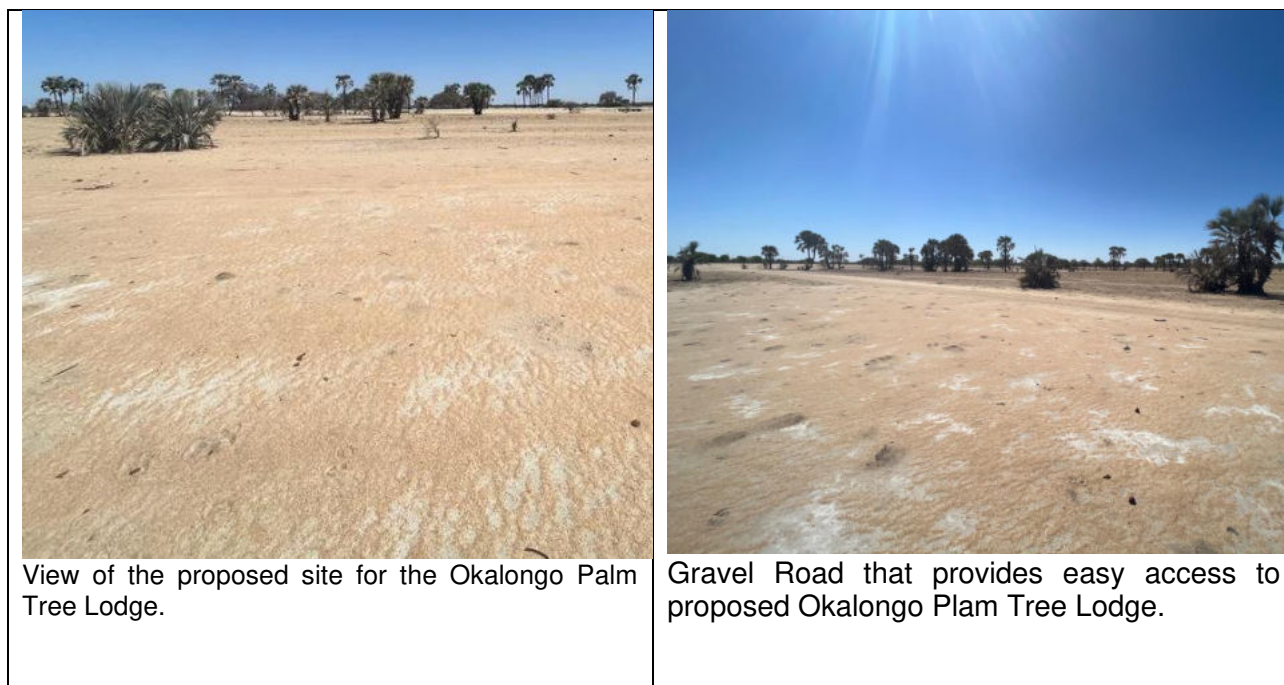 View of the proposed site for the Okalongo Palm
Tree Lodge.
Gravel Road that provides easy access to
proposed Okalongo Plam Tree Lodge.